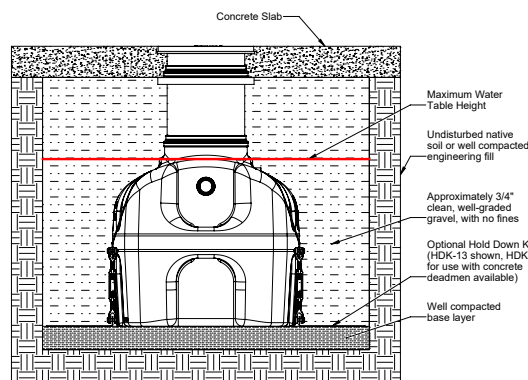 Concrete Slab
Maximum Water
Table Height
Undisturbed native
soil or well compacted
engineering fill
Approximately 3/4"
clean, well-graded
gravel, with no fines
Optional Hold Down
(HDK-13 shown,
for use with concrete
deadmen available)
Well compacted
base layer